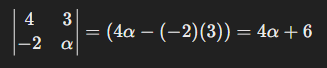 | 4 3 |
| −2 α | = (4α − (−2)(3)) = 4α + 6